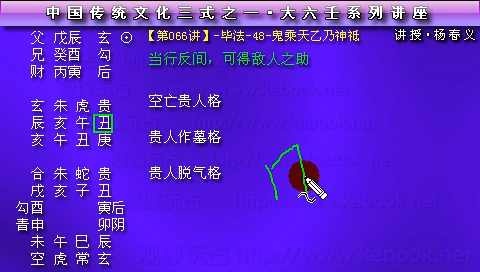 中国传统文化三式之一·大六壬系列讲座
父 戊辰 玄 ⊙
【第066讲】-毕法-48-鬼乘天乙乃神祇
讲授·杨春义
兄 癸酉 勾
当行反间,可得敌人之助
财 丙寅 后
玄 朱 虎 贵
空亡贵人格
辰 亥 午 丑
亥 午 丑 庚
贵人作墓格
合 朱 蛇 贵
贵人脱气格
戌 亥 子 丑
勾酉 寅后
青申 卯阴
未 午 巳 辰
空 虎 常 玄
http://www.kebook.net